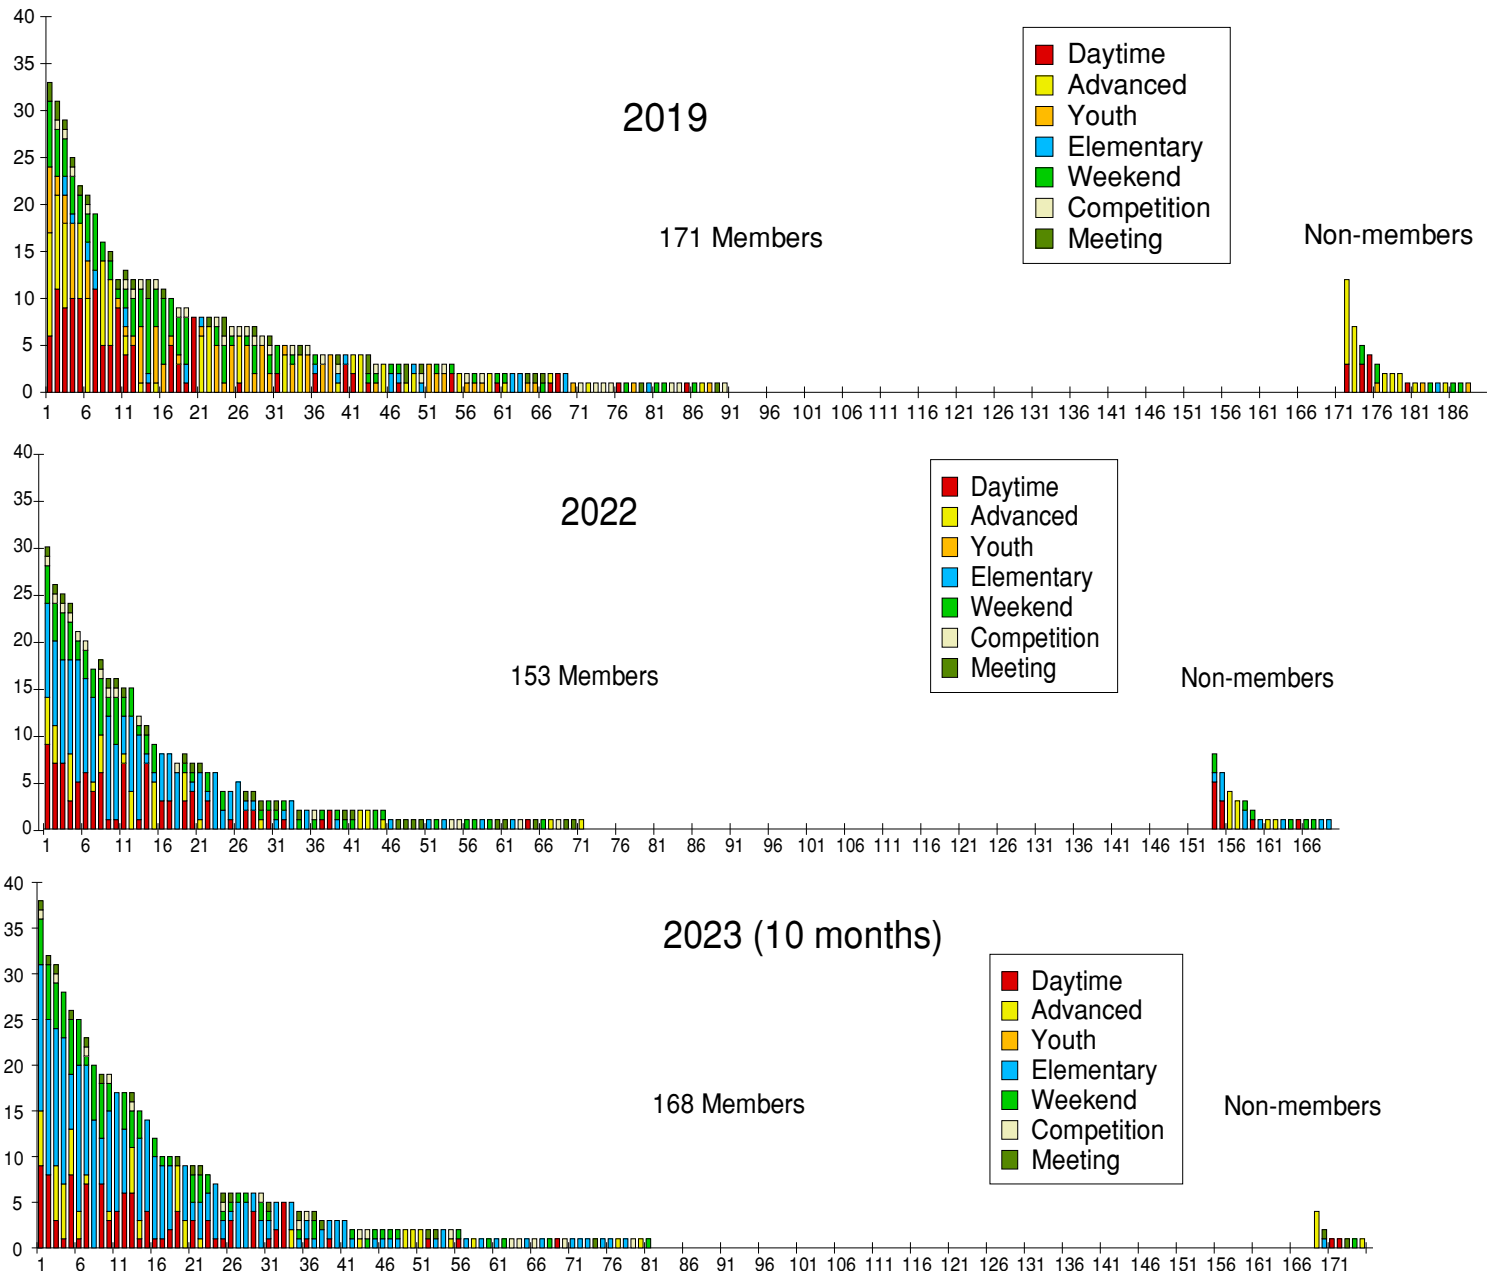 40
35
30
25
20
15
10
5
0
2019
171 Members
Non-members
Daytime
Advanced
Youth
Elementary
Weekend
Competition
Meeting
1 6 11 16 21 26 31 36 41 46 51 56 61 66 71 76 81 86 91 96 101 106 111 116 121 126 131 136 141 146 151 156 161 166 171 176 181 186
40
35
30
25
20
15
10
5
0
2022
153 Members
Non-members
Daytime
Advanced
Youth
Elementary
Weekend
Competition
Meeting
1 6 11 16 21 26 31 36 41 46 51 56 61 66 71 76 81 86 91 96 101 106 111 116 121 126 131 136 141 146 151 156 161 166
40
35
30
25
20
15
10
5
0
2023 (10 months)
168 Members
Non-members
Daytime
Advanced
Youth
Elementary
Weekend
Competition
Meeting
1 6 11 16 21 26 31 36 41 46 51 56 61 66 71 76 81 86 91 96 101 106 111 116 121 126 131 136 141 146 151 156 161 166 171